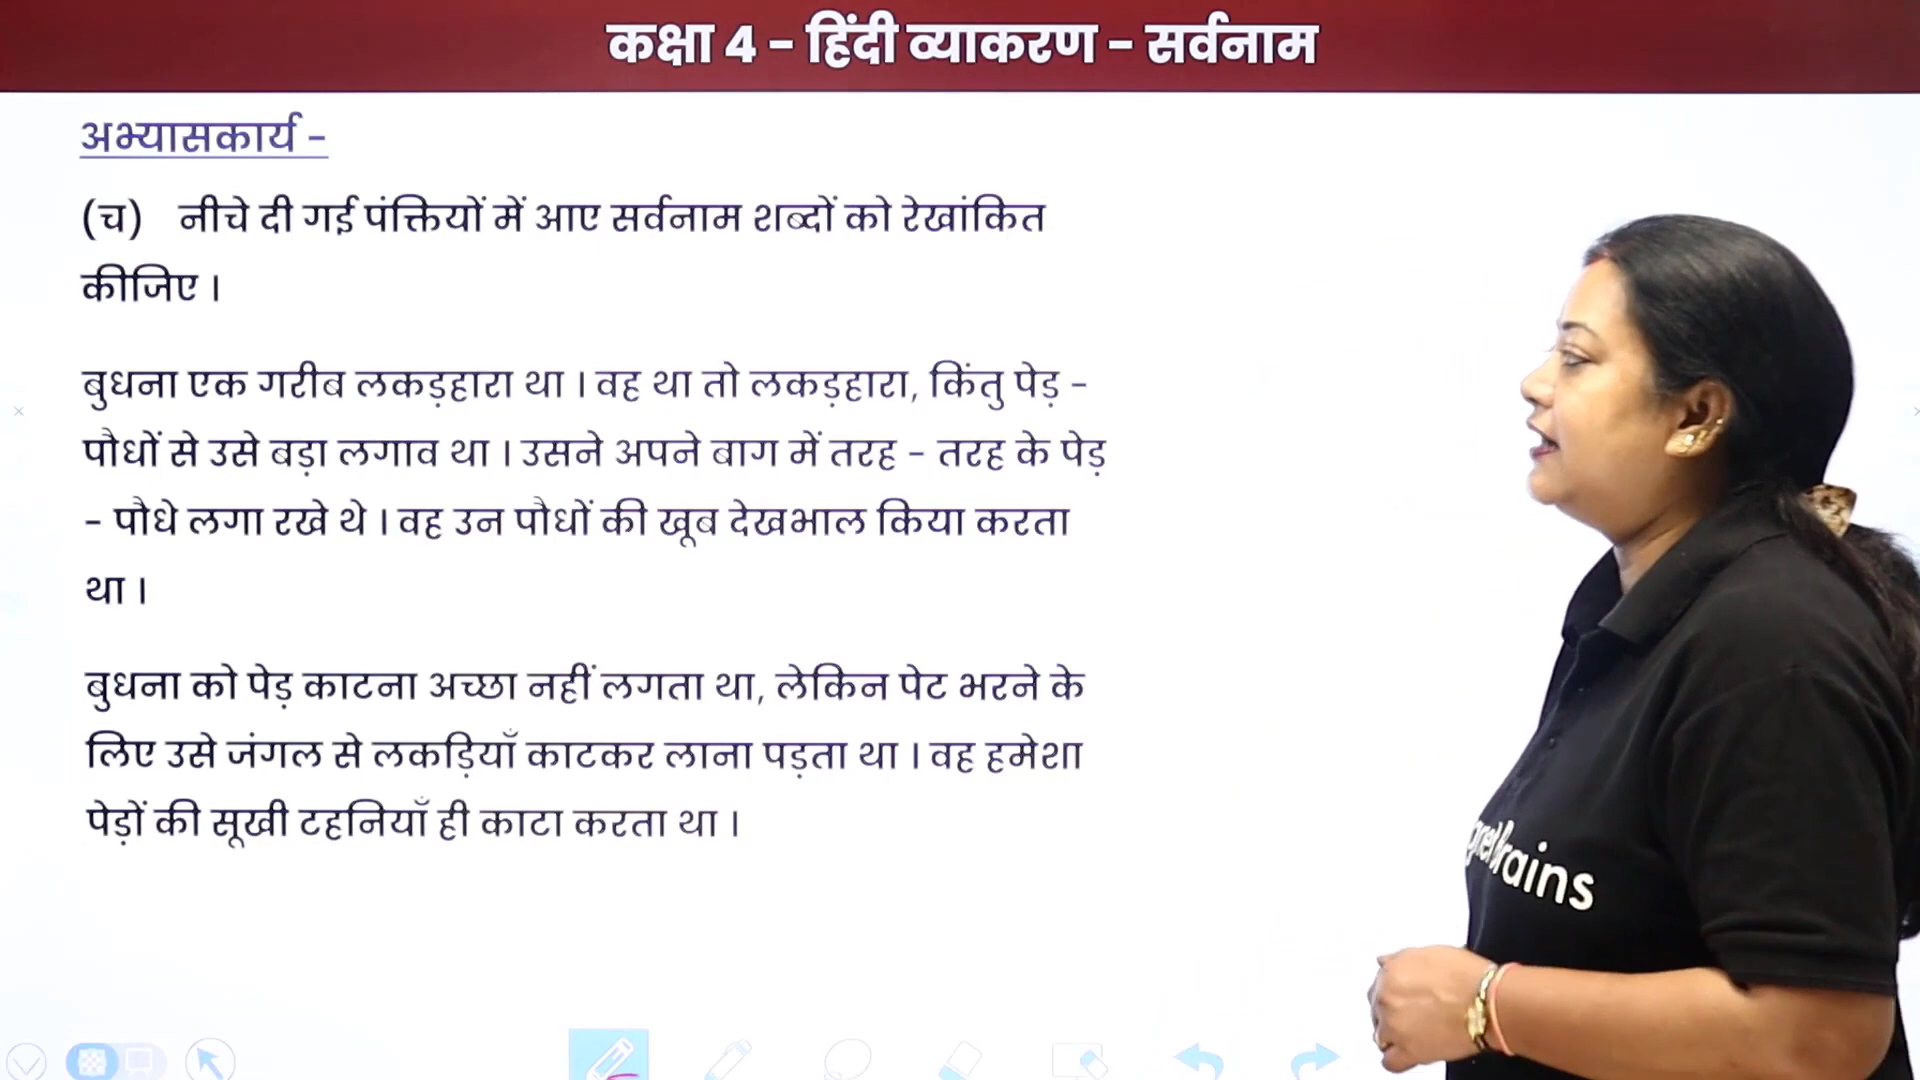 कक्षा 4 - हिंदी व्याकरण - सर्वनाम
अभ्यासकार्य -
(च) नीचे दी गई पंक्तियों में आए सर्वनाम शब्दों को रेखांकित
कीजिए ।
बुधना एक गरीब लकड़हारा था । वह था तो लकड़हारा, किंतु पेड़ -
पौधों से उसे बड़ा लगाव था । उसने अपने बाग में तरह - तरह के पेड़
- पौधे लगा रखे थे । वह उन पौधों की खूब देखभाल किया करता
था ।
बुधना को पेड़ काटना अच्छा नहीं लगता था, लेकिन पेट भरने के
लिए उसे जंगल से लकड़ियाँ काटकर लाना पड़ता था । वह हमेशा
पेड़ों की सूखी टहनियाँ ही काटा करता था ।